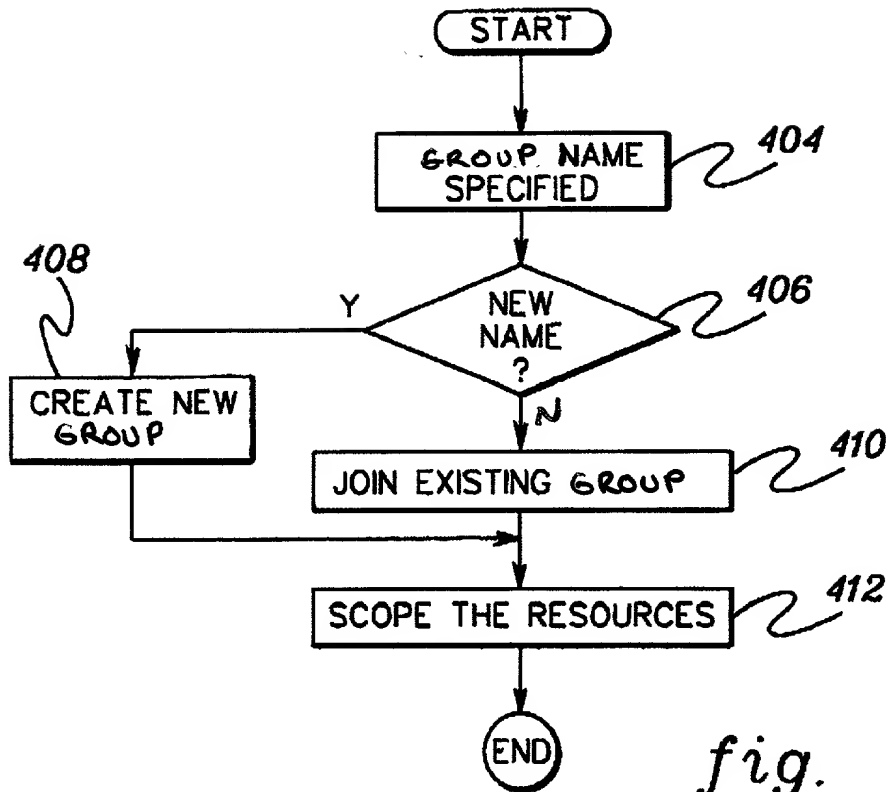 START
404
GROUP NAME
SPECIFIED
408
406
Y
NEW
NAME
?
N
CREATE NEW
GROUP
410
JOIN EXISTING GROUP
412
SCOPE THE RESOURCES
END
fig.